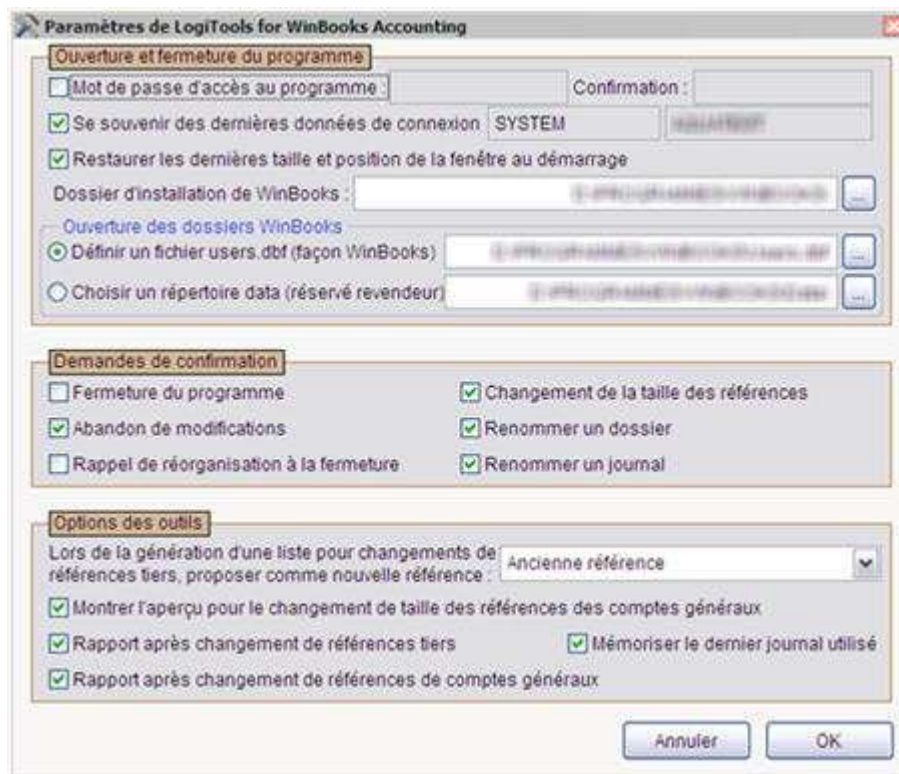 Paramètres de LogiTools for WinBooks Accounting
Ouverture et fermeture du programme
Mot de passe d'accès au programme : Confirmation :
Se souvenir des dernières données de connexion SYSTEM
Restaurer les dernières taille et position de la fenêtre au démarrage
Dossier d'installation de WinBooks : ...
Ouverture des dossiers WinBooks
Définir un fichier users.dbf (façon WinBooks) ...
Choisir un répertoire data (réservé revendeur) ...
Demandes de confirmation
Fermeture du programme Changement de la taille des références
Abandon de modifications Renommer un dossier
Rappel de réorganisation à la fermeture Renommer un journal
Options des outils
Lors de la génération d'une liste pour changements de
références tiers, proposer comme nouvelle référence : Ancienne référence
Montrer l'aperçu pour le changement de taille des références des comptes généraux
Rapport après changement de références tiers Mémoriser le dernier journal utilisé
Rapport après changement de références de comptes généraux
Annuler OK